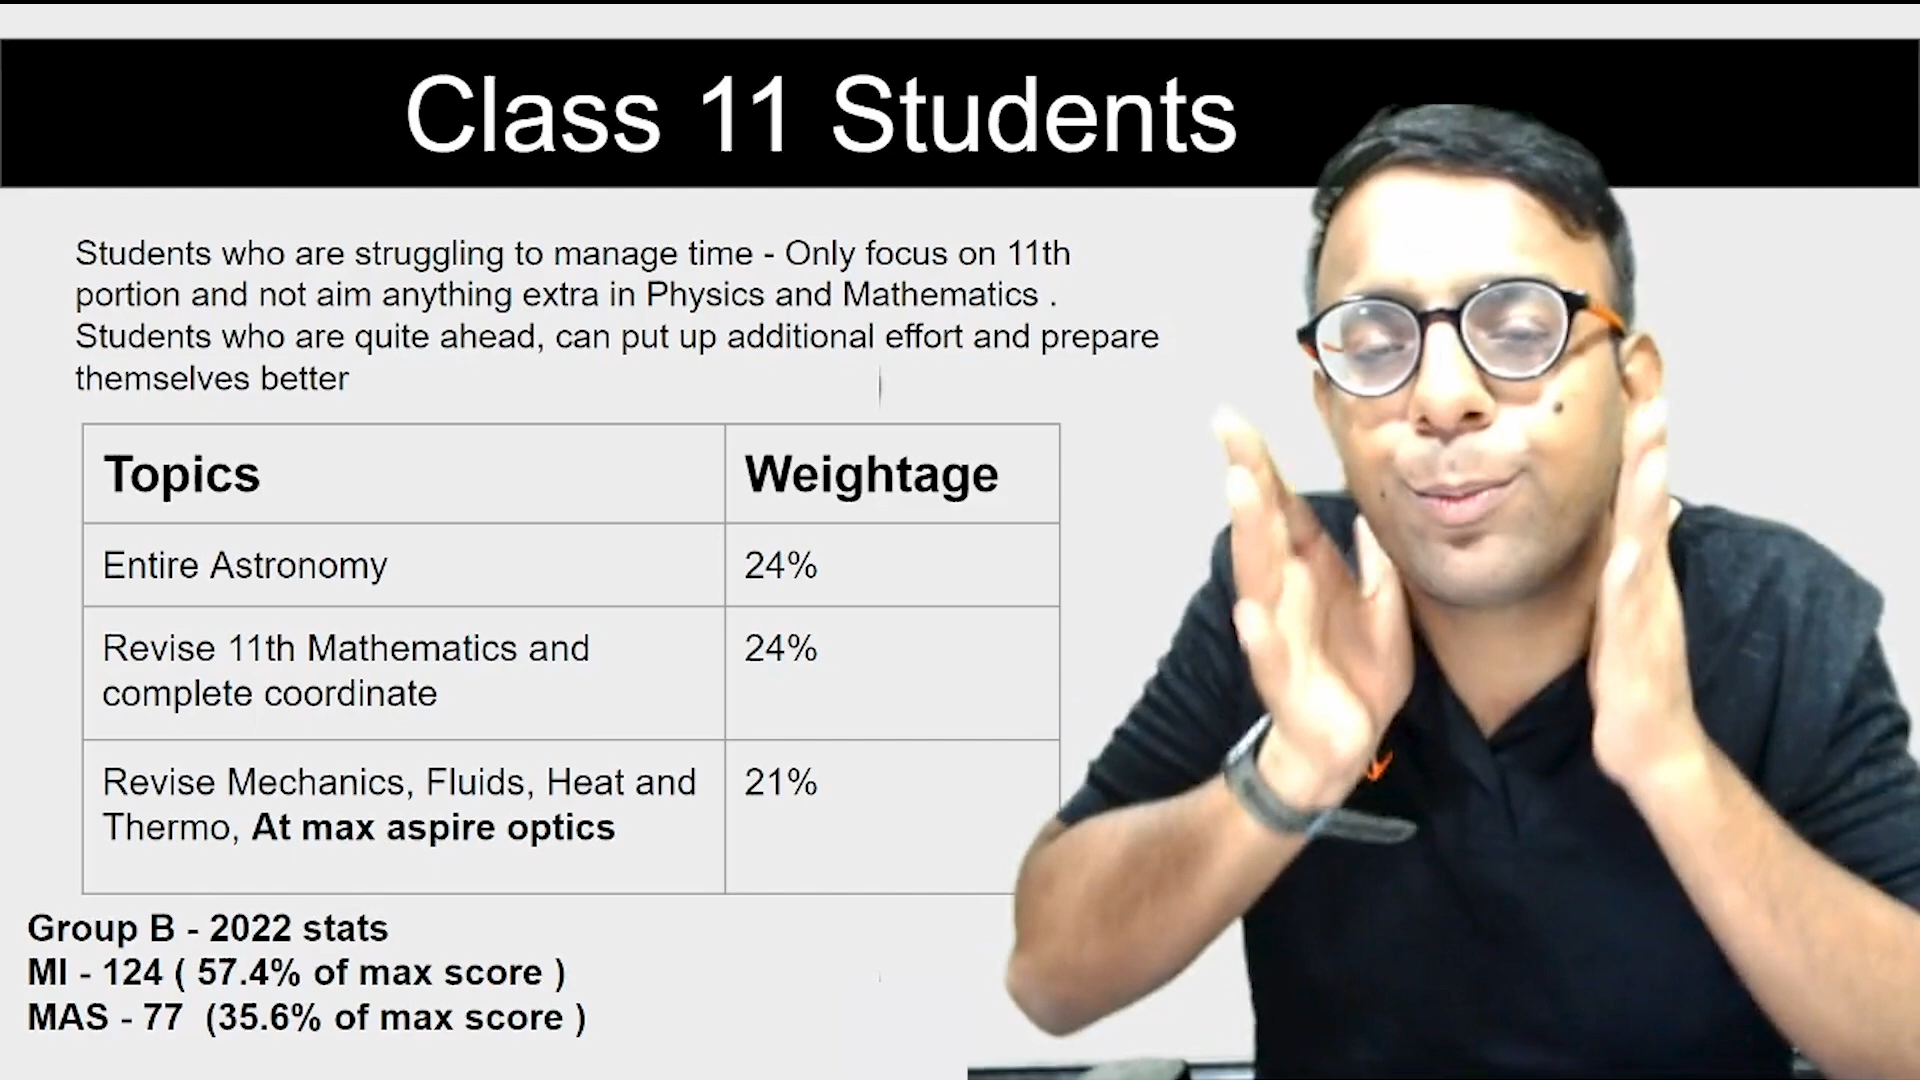 Class 11 Students
Students who are struggling to manage time - Only focus on 11th
portion and not aim anything extra in Physics and Mathematics .
Students who are quite ahead, can put up additional effort and prepare
themselves better
Topics Weightage
Entire Astronomy 24%
Revise 11th Mathematics and 24%
complete coordinate
Revise Mechanics, Fluids, Heat and 21%
Thermo, At max aspire optics
Group B - 2022 stats
MI - 124 ( 57.4% of max score )
MAS - 77 (35.6% of max score )